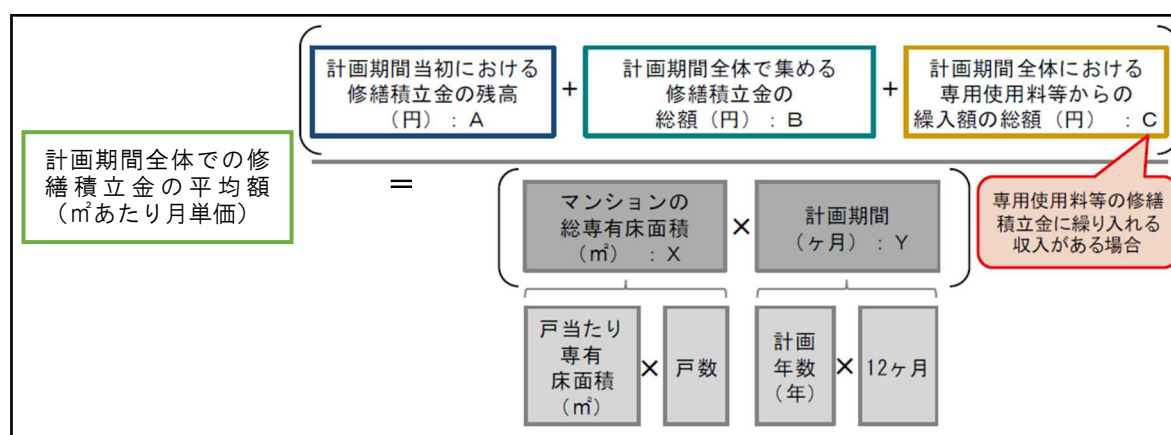 計画期間当初における
修繕積立金の残高
（円）：A
＋
計画期間全体で集める
修繕積立金の
総額（円）：B
＋
計画期間全体における
専用使用料等からの
繰入額の総額（円）　：C
計画期間全体での修
繕積立金の平均額
（㎡あたり月単価）
＝
マンションの
総専有床面積
（㎡）　：X
×
計画期間
（ヶ月）：Y
専用使用料等の修繕
積立金に繰り入れる
収入がある場合
戸当たり
専有
床面積
（㎡）
×
戸数
計画
年数
（年）
×
12ヶ月